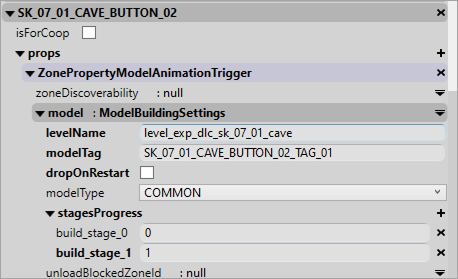 SK_07_01_CAVE_BUTTON_02
isForCoop
props
ZonePropertyModelAnimationTrigger
zoneDiscoverability : null
model : ModelBuildingSettings
levelName level_exp_dlc_sk_07_01_cave
modelTag SK_07_01_CAVE_BUTTON_02_TAG_01
dropOnRestart
modelType COMMON
stagesProgress
build_stage_0 0
build_stage_1 1
unloadBlockedZoneId : null